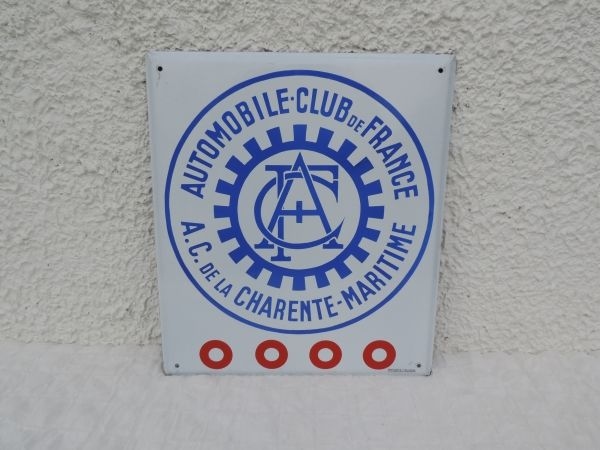 AUTOMOBILE-CLUB DE FRANCE
ACF
A.C. DE LA CHARENTE-MARITIME